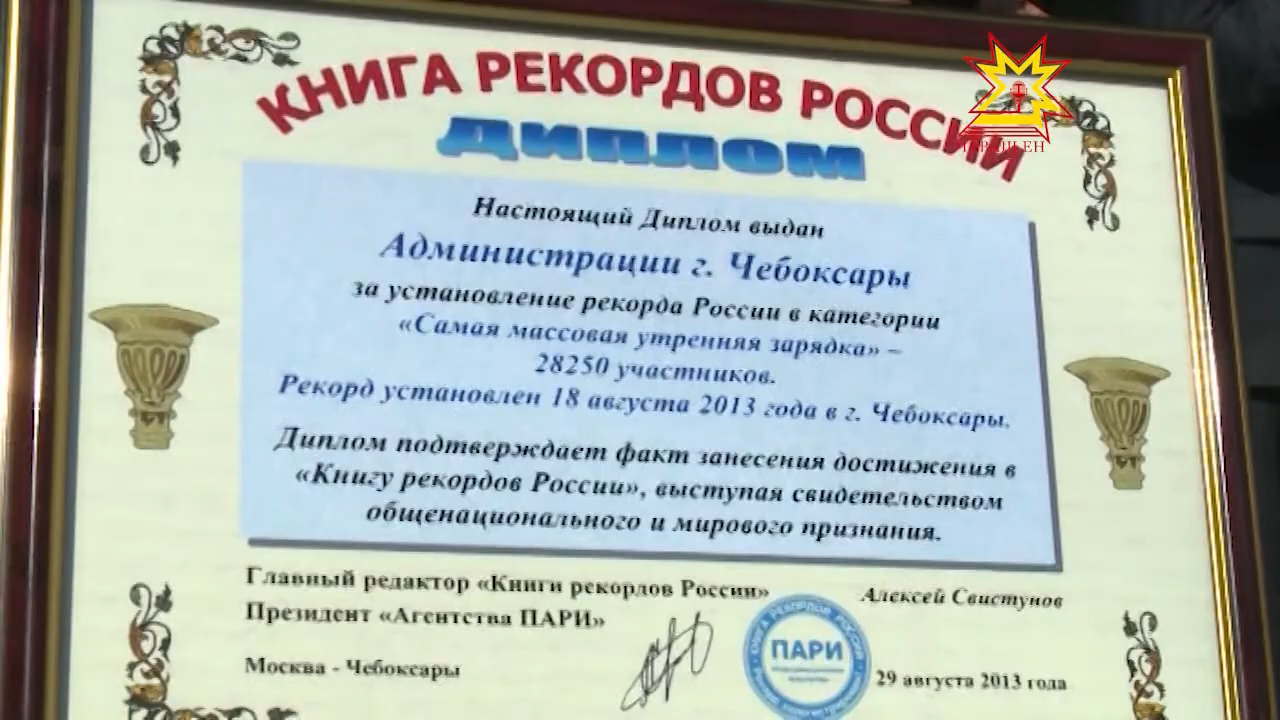 КНИГА РЕКОРДОВ РОССИИ
ДИПЛОМ
Настоящий Диплом выдан
Администрации г. Чебоксары
за установление рекорда России в категории
«Самая массовая утренняя зарядка» –
28250 участников.
Рекорд установлен 18 августа 2013 года в г. Чебоксары.
Диплом подтверждает факт занесения достижения в
«Книгу рекордов России», выступая свидетельством
общенационального и мирового признания.
Главный редактор «Книги рекордов России» Алексей Свистунов
Президент «Агентства ПАРИ»
КНИГА РЕКОРДОВ РОССИИ
ПАРИ
Москва - Чебоксары
29 августа 2013 года